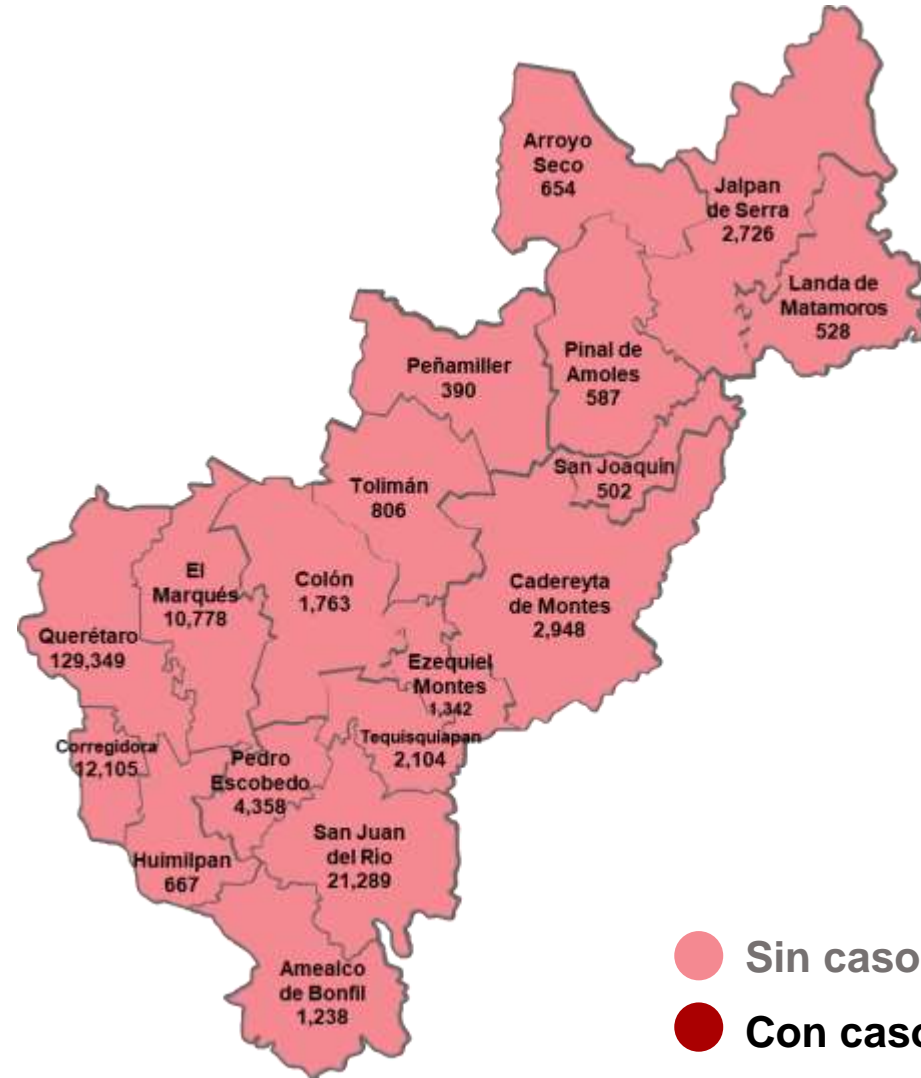 Arroyo
Seco
654
Jalpan
de Serra
2,726
Landa de
Matamoros
528
Peñamiller
390
Pinal de
Amoles
587
San Joaquín
502
Tolimán
806
El
Marqués
10,778
Colón
1,763
Cadereyta
de Montes
2,948
Querétaro
129,349
Ezequiel
Montes
1,342
Corregidora
12,105
Tequisquiapan
2,104
Pedro
Escobedo
4,358
San Juan
del Rio
21,289
Huimilpan
667
Amealco
de Bonfil
1,238
Sin caso
Con caso